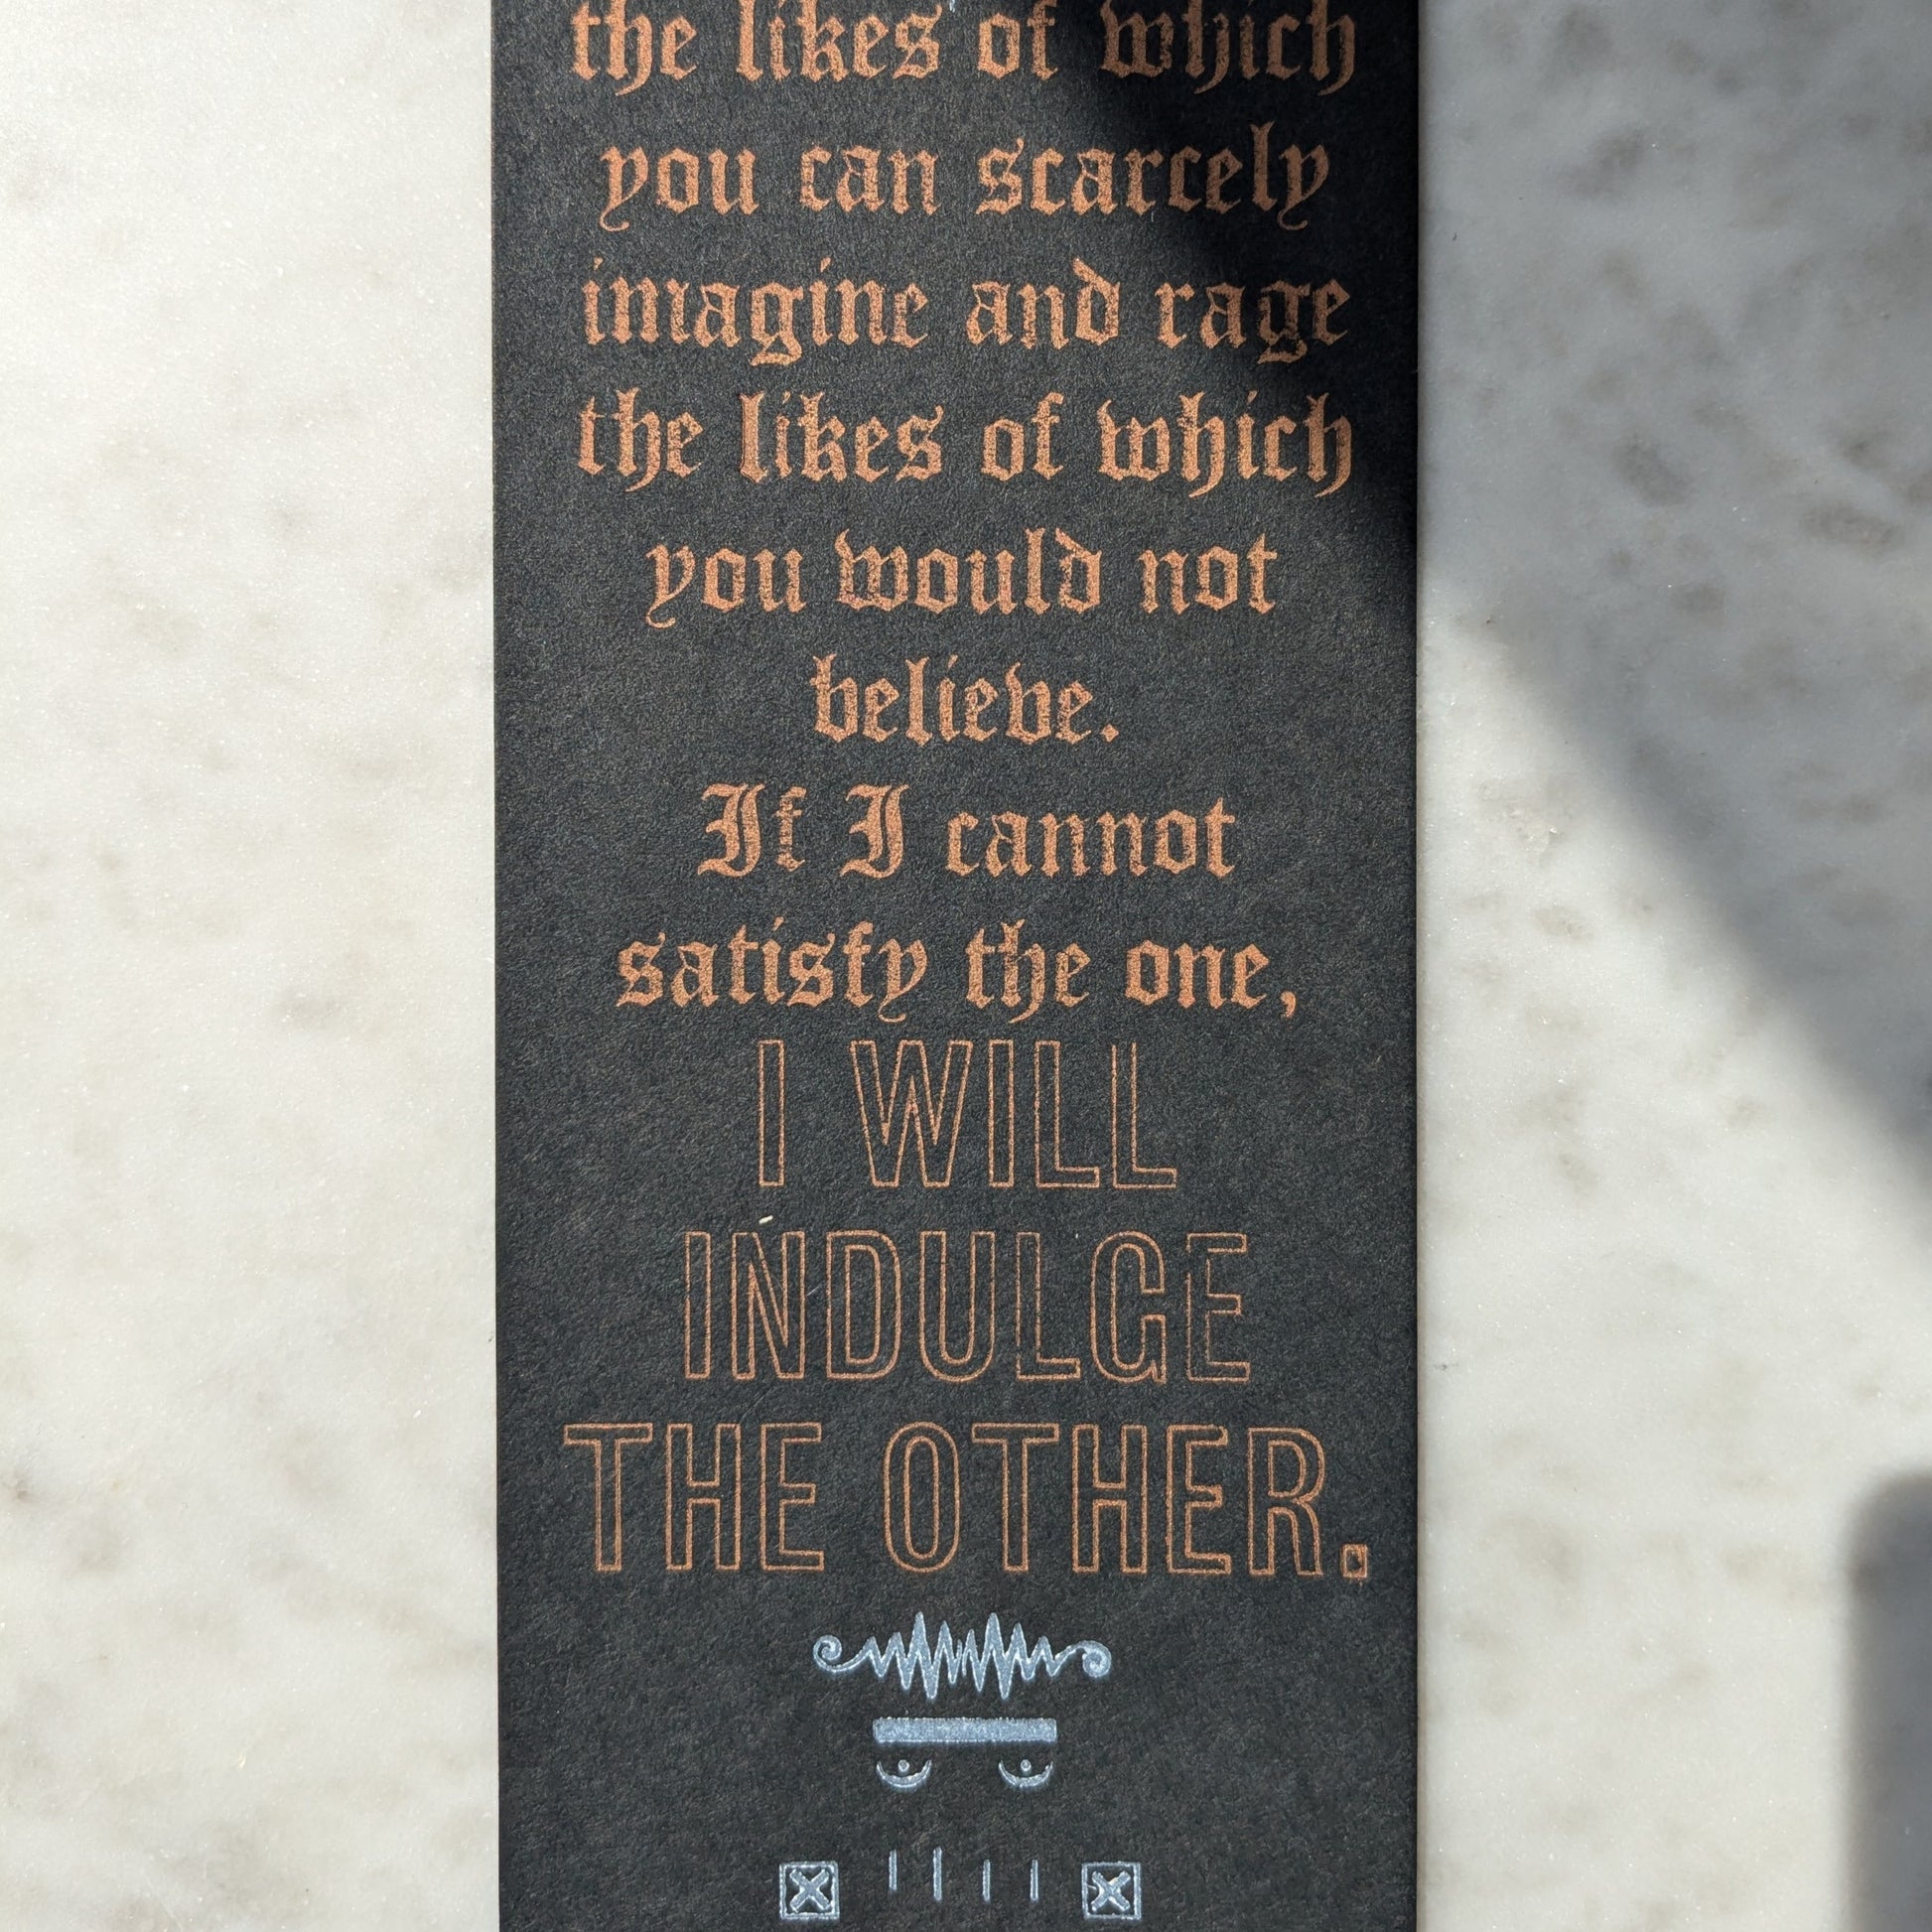 the likes of which
you can scarcely
imagine and rage
the likes of which
you would not
believe.
If I cannot
satisfy the one,
I WILL
INDULGE
THE OTHER.